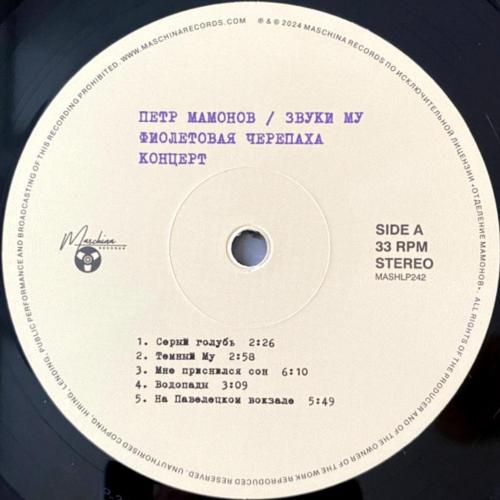 WWW.MASCHINARECORDS.COM ℗ & © 2024 MASCHINA RECORDS ПО ИСКЛЮЧИТЕЛЬНОЙ ЛИЦЕНЗИИ «ОТДЕЛЕНИЕ МАМОНОВ». ALL RIGHTS OF THE PRODUCER AND OF THE OWNER OF THE WORK REPRODUCED RESERVED. UNAUTHORISED COPYING, HIRING, LENDING, PUBLIC PERFORMANCE AND BROADCASTING OF THIS RECORDING PROHIBITED.
ПЕТР МАМОНОВ / ЗВУКИ МУ
ФИОЛЕТОВАЯ ЧЕРЕПАХА
КОНЦЕРТ
Maschina
RECORDS
SIDE A
33 RPM
STEREO
MASHLP242
1. Серый голубь 2:26
2. Темный Му 2:58
3. Мне приснился сон 6:10
4. Водопады 3:09
5. На Павелецком вокзале 5:49